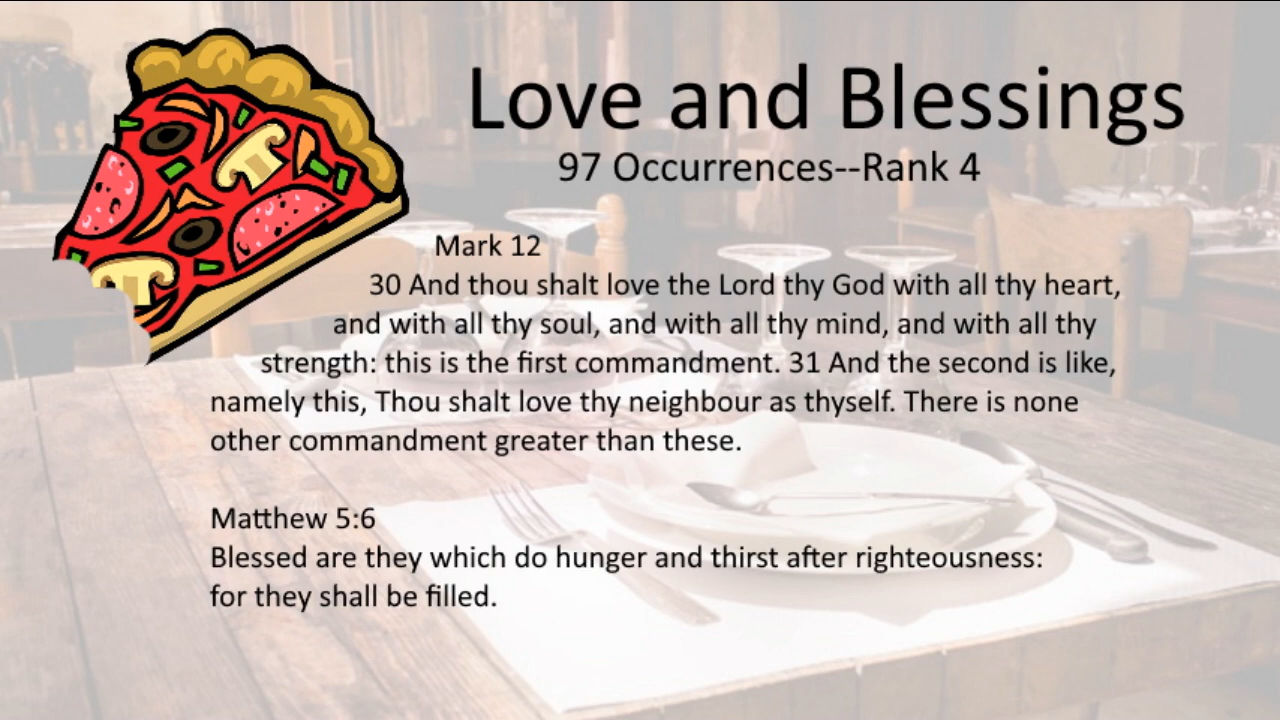 Love and Blessings
97 Occurrences--Rank 4
Mark 12
30 And thou shalt love the Lord thy God with all thy heart,
and with all thy soul, and with all thy mind, and with all thy
strength: this is the first commandment. 31 And the second is like,
namely this, Thou shalt love thy neighbour as thyself. There is none
other commandment greater than these.
Matthew 5:6
Blessed are they which do hunger and thirst after righteousness:
for they shall be filled.